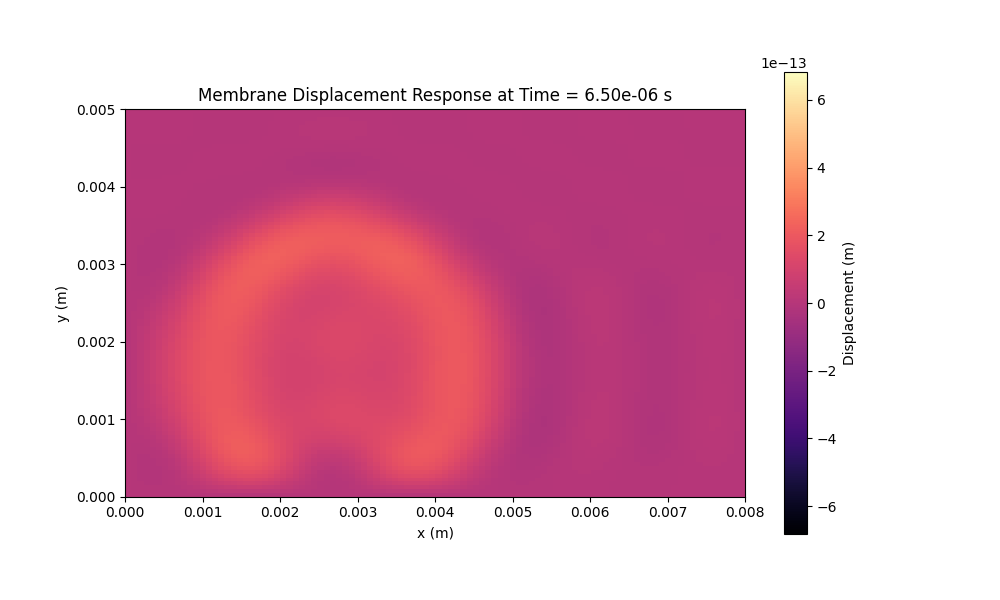 1e−13
Membrane Displacement Response at Time = 6.50e-06 s
0.005
0.004
0.003
0.002
0.001
0.000
y (m)
0.000 0.001 0.002 0.003 0.004 0.005 0.006 0.007 0.008
x (m)
6
4
2
0
−2
−4
−6
Displacement (m)